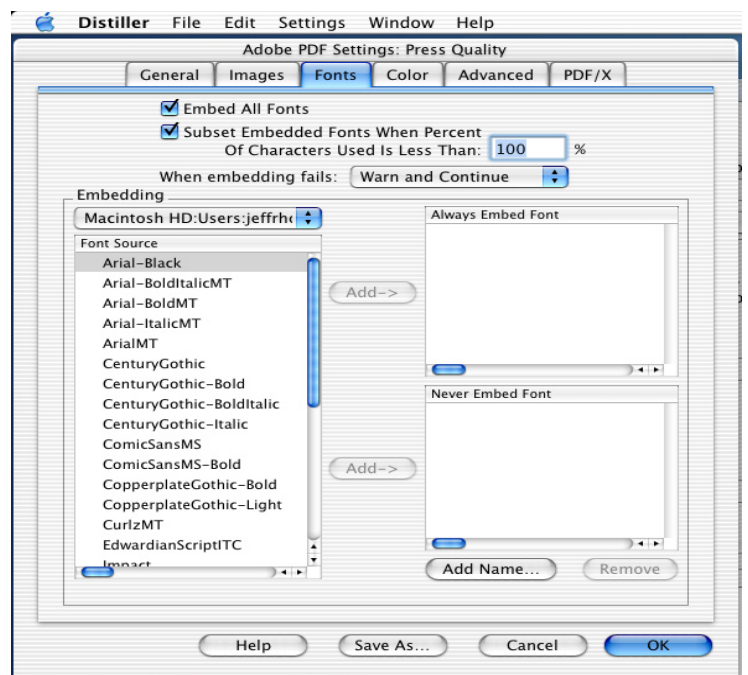 Distiller File Edit Settings Window Help
Adobe PDF Settings: Press Quality
General Images Fonts Color Advanced PDF/X
Embed All Fonts
Subset Embedded Fonts When Percent
Of Characters Used Is Less Than: 100 %
When embedding fails: Warn and Continue
Embedding
Macintosh HD:Users:jeffrh
Font Source
Arial-Black
Arial-BoldItalicMT
Arial-BoldMT
Arial-ItalicMT
ArialMT
CenturyGothic
CenturyGothic-Bold
CenturyGothic-BoldItalic
CenturyGothic-Italic
ComicSansMS
ComicSansMS-Bold
CopperplateGothic-Bold
CopperplateGothic-Light
CurlzMT
EdwardianScriptITC
Impact
Add->
Add->
Always Embed Font
Never Embed Font
Add Name... Remove
Help Save As... Cancel OK